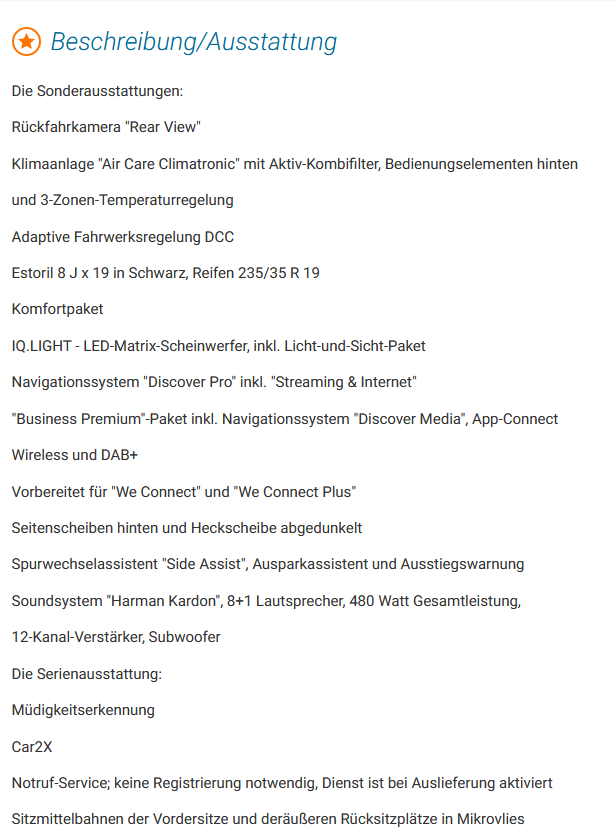 Beschreibung/Ausstattung
Die Sonderausstattungen:
Rückfahrkamera "Rear View"
Klimaanlage "Air Care Climatronic" mit Aktiv-Kombifilter, Bedienungselementen hinten
und 3-Zonen-Temperaturregelung
Adaptive Fahrwerksregelung DCC
Estoril 8 J x 19 in Schwarz, Reifen 235/35 R 19
Komfortpaket
IQ.LIGHT - LED-Matrix-Scheinwerfer, inkl. Licht-und-Sicht-Paket
Navigationssystem "Discover Pro" inkl. "Streaming & Internet"
"Business Premium"-Paket inkl. Navigationssystem "Discover Media", App-Connect
Wireless und DAB+
Vorbereitet für "We Connect" und "We Connect Plus"
Seitenscheiben hinten und Heckscheibe abgedunkelt
Spurwechselassistent "Side Assist", Ausparkassistent und Ausstiegswarnung
Soundsystem "Harman Kardon", 8+1 Lautsprecher, 480 Watt Gesamtleistung,
12-Kanal-Verstärker, Subwoofer
Die Serienausstattung:
Müdigkeitserkennung
Car2X
Notruf-Service; keine Registrierung notwendig, Dienst ist bei Auslieferung aktiviert
Sitzmittelbahnen der Vordersitze und deräußeren Rücksitzplätze in Mikrovlies